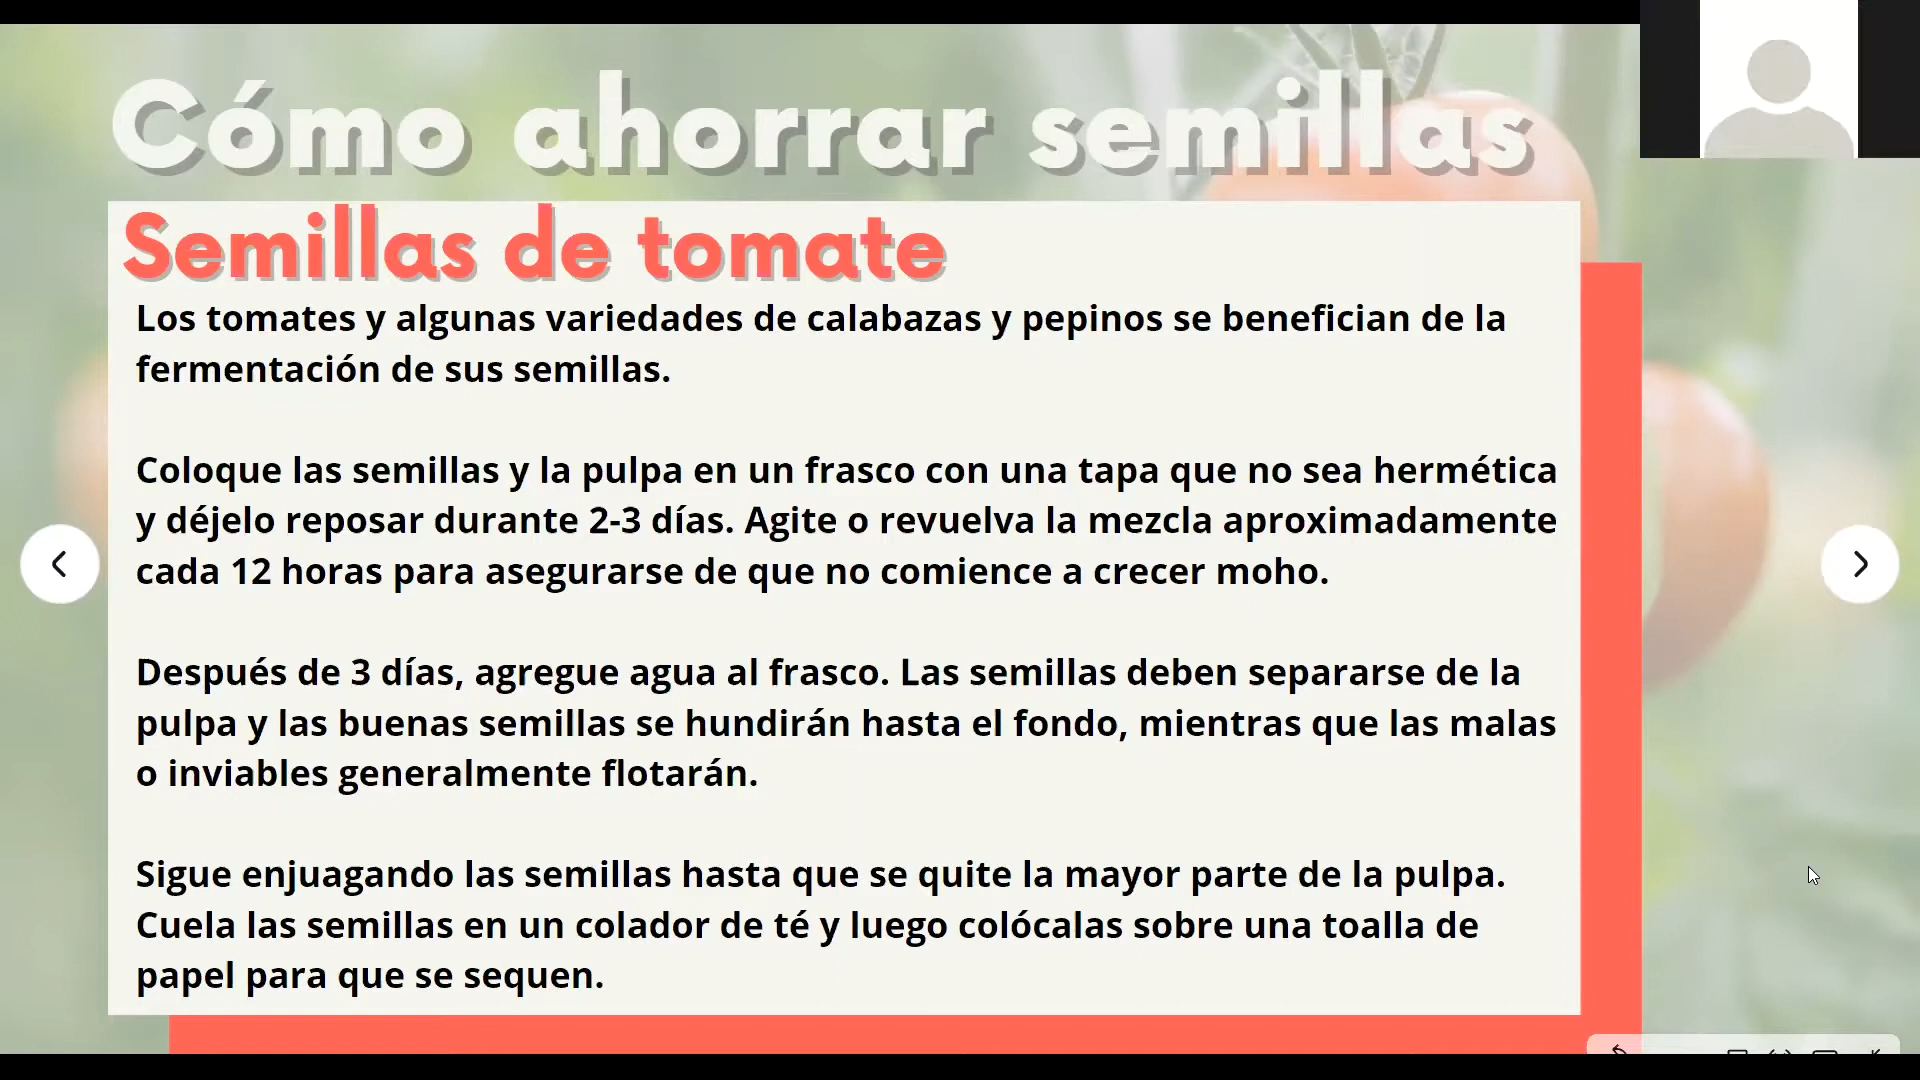 Cómo ahorrar semillas
Semillas de tomate
Los tomates y algunas variedades de calabazas y pepinos se benefician de la
fermentación de sus semillas.
Coloque las semillas y la pulpa en un frasco con una tapa que no sea hermética
y déjelo reposar durante 2-3 días. Agite o revuelva la mezcla aproximadamente
cada 12 horas para asegurarse de que no comience a crecer moho.
Después de 3 días, agregue agua al frasco. Las semillas deben separarse de la
pulpa y las buenas semillas se hundirán hasta el fondo, mientras que las malas
o inviables generalmente flotarán.
Sigue enjuagando las semillas hasta que se quite la mayor parte de la pulpa.
Cuela las semillas en un colador de té y luego colócalas sobre una toalla de
papel para que se sequen.